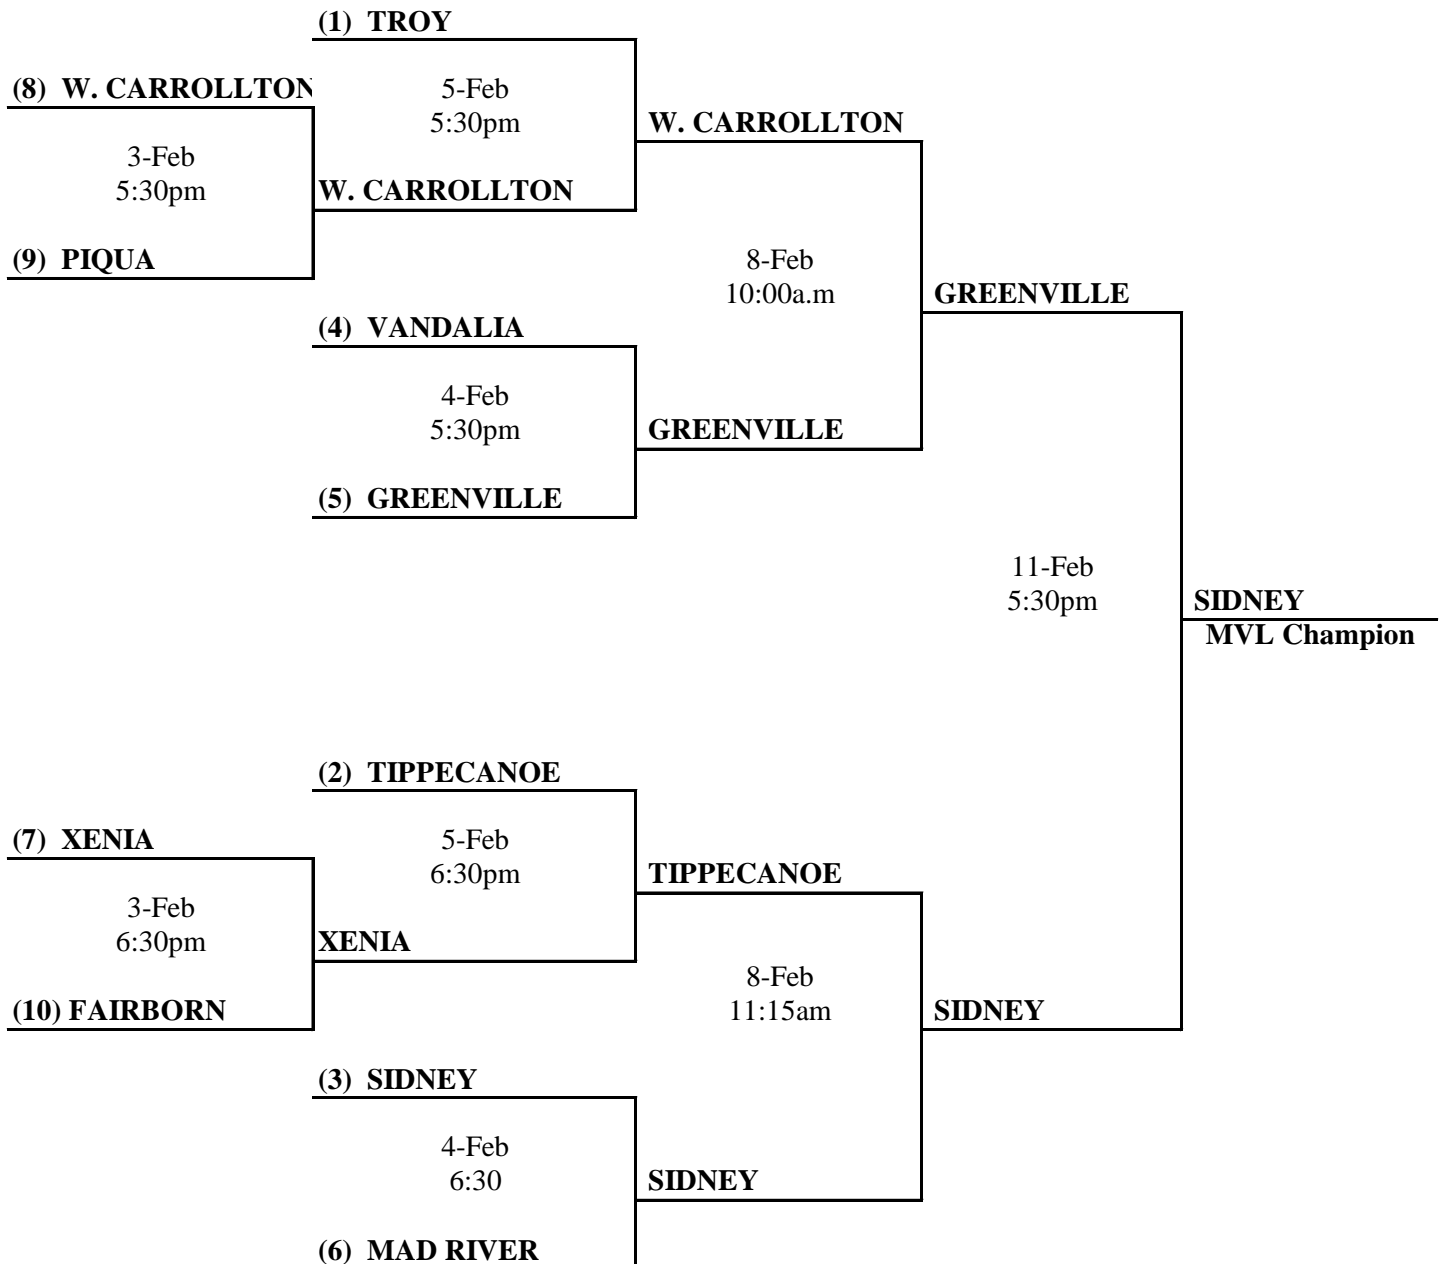 (1) TROY
(8) W. CARROLLTON
5-Feb
5:30pm
W. CARROLLTON
3-Feb
5:30pm
W. CARROLLTON
(9) PIQUA
8-Feb
10:00a.m
GREENVILLE
(4) VANDALIA
4-Feb
5:30pm
GREENVILLE
(5) GREENVILLE
11-Feb
5:30pm
SIDNEY
MVL Champion
(2) TIPPECANOE
(7) XENIA
5-Feb
6:30pm
TIPPECANOE
3-Feb
6:30pm
XENIA
8-Feb
11:15am
(10) FAIRBORN
SIDNEY
(3) SIDNEY
4-Feb
6:30
SIDNEY
(6) MAD RIVER